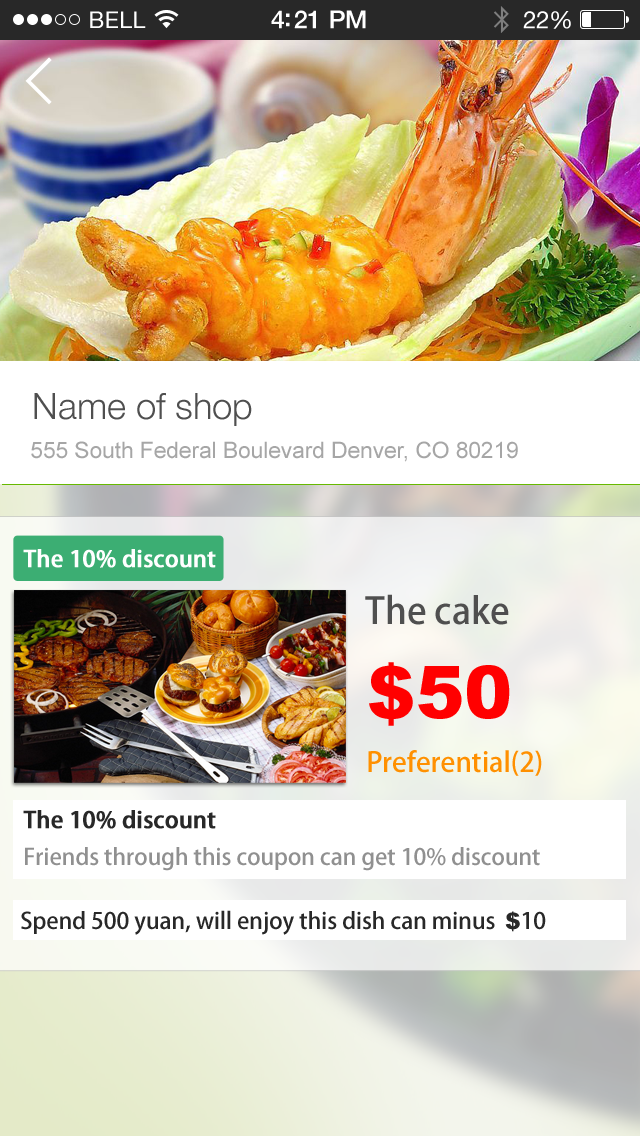 BELL 4:21 PM 22%
Name of shop
555 South Federal Boulevard Denver, CO 80219
The 10% discount
The cake
$50
Preferential(2)
The 10% discount
Friends through this coupon can get 10% discount
Spend 500 yuan, will enjoy this dish can minus $10